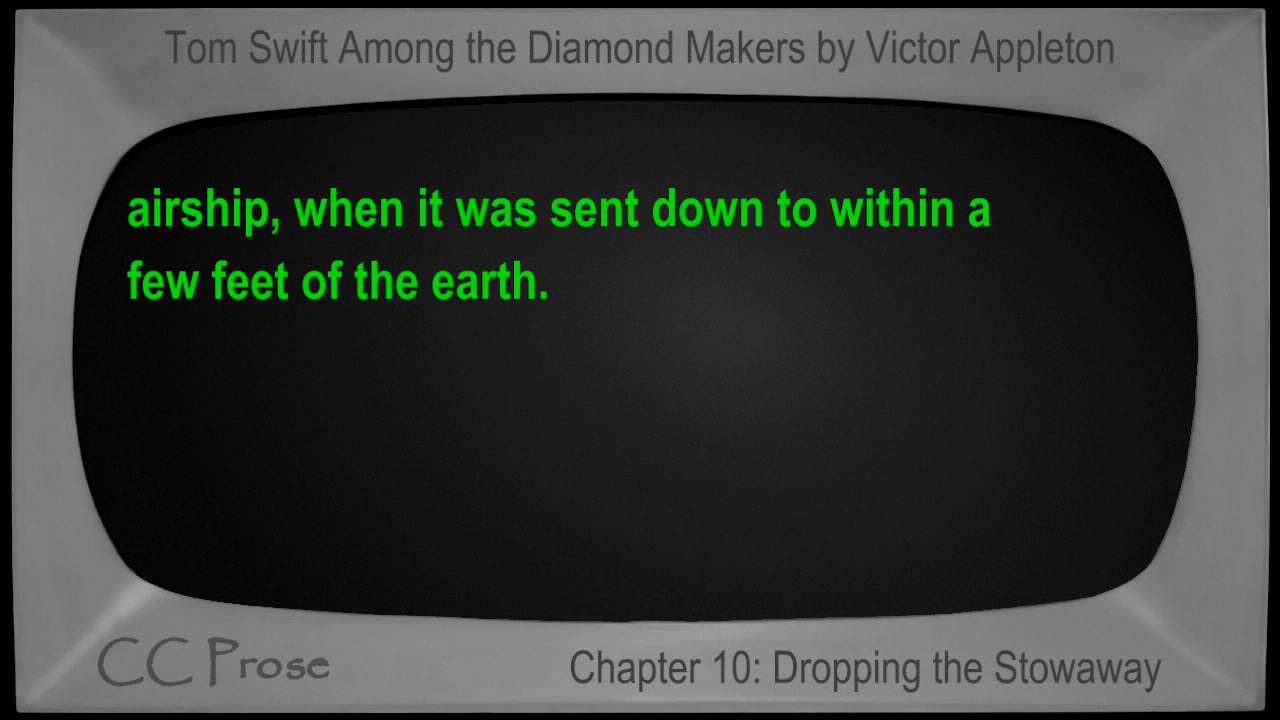 Tom Swift Among the Diamond Makers by Victor Appleton
airship, when it was sent down to within a
few feet of the earth.
CC Prose
Chapter 10: Dropping the Stowaway